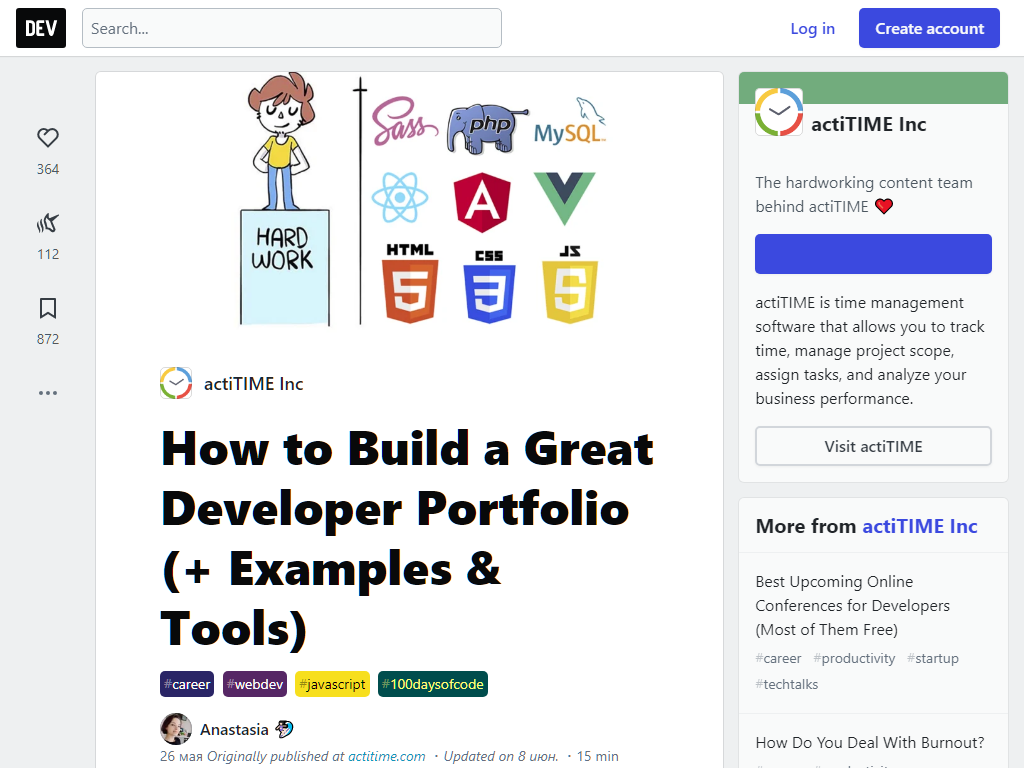 DEV
Search...
Log in
Create account
364
112
872
HARD
WORK
Sass
php
MySQL
HTML
CSS
JS
actiTIME Inc
How to Build a Great
Developer Portfolio
(+ Examples &
Tools)
#career #webdev #javascript #100daysofcode
Anastasia
26 мая Originally published at actitime.com ・Updated on 8 июн. ・15 min
actiTIME Inc
The hardworking content team
behind actiTIME
actiTIME is time management
software that allows you to track
time, manage project scope,
assign tasks, and analyze your
business performance.
Visit actiTIME
More from actiTIME Inc
Best Upcoming Online
Conferences for Developers
(Most of Them Free)
#career #productivity #startup
#techtalks
How Do You Deal With Burnout?